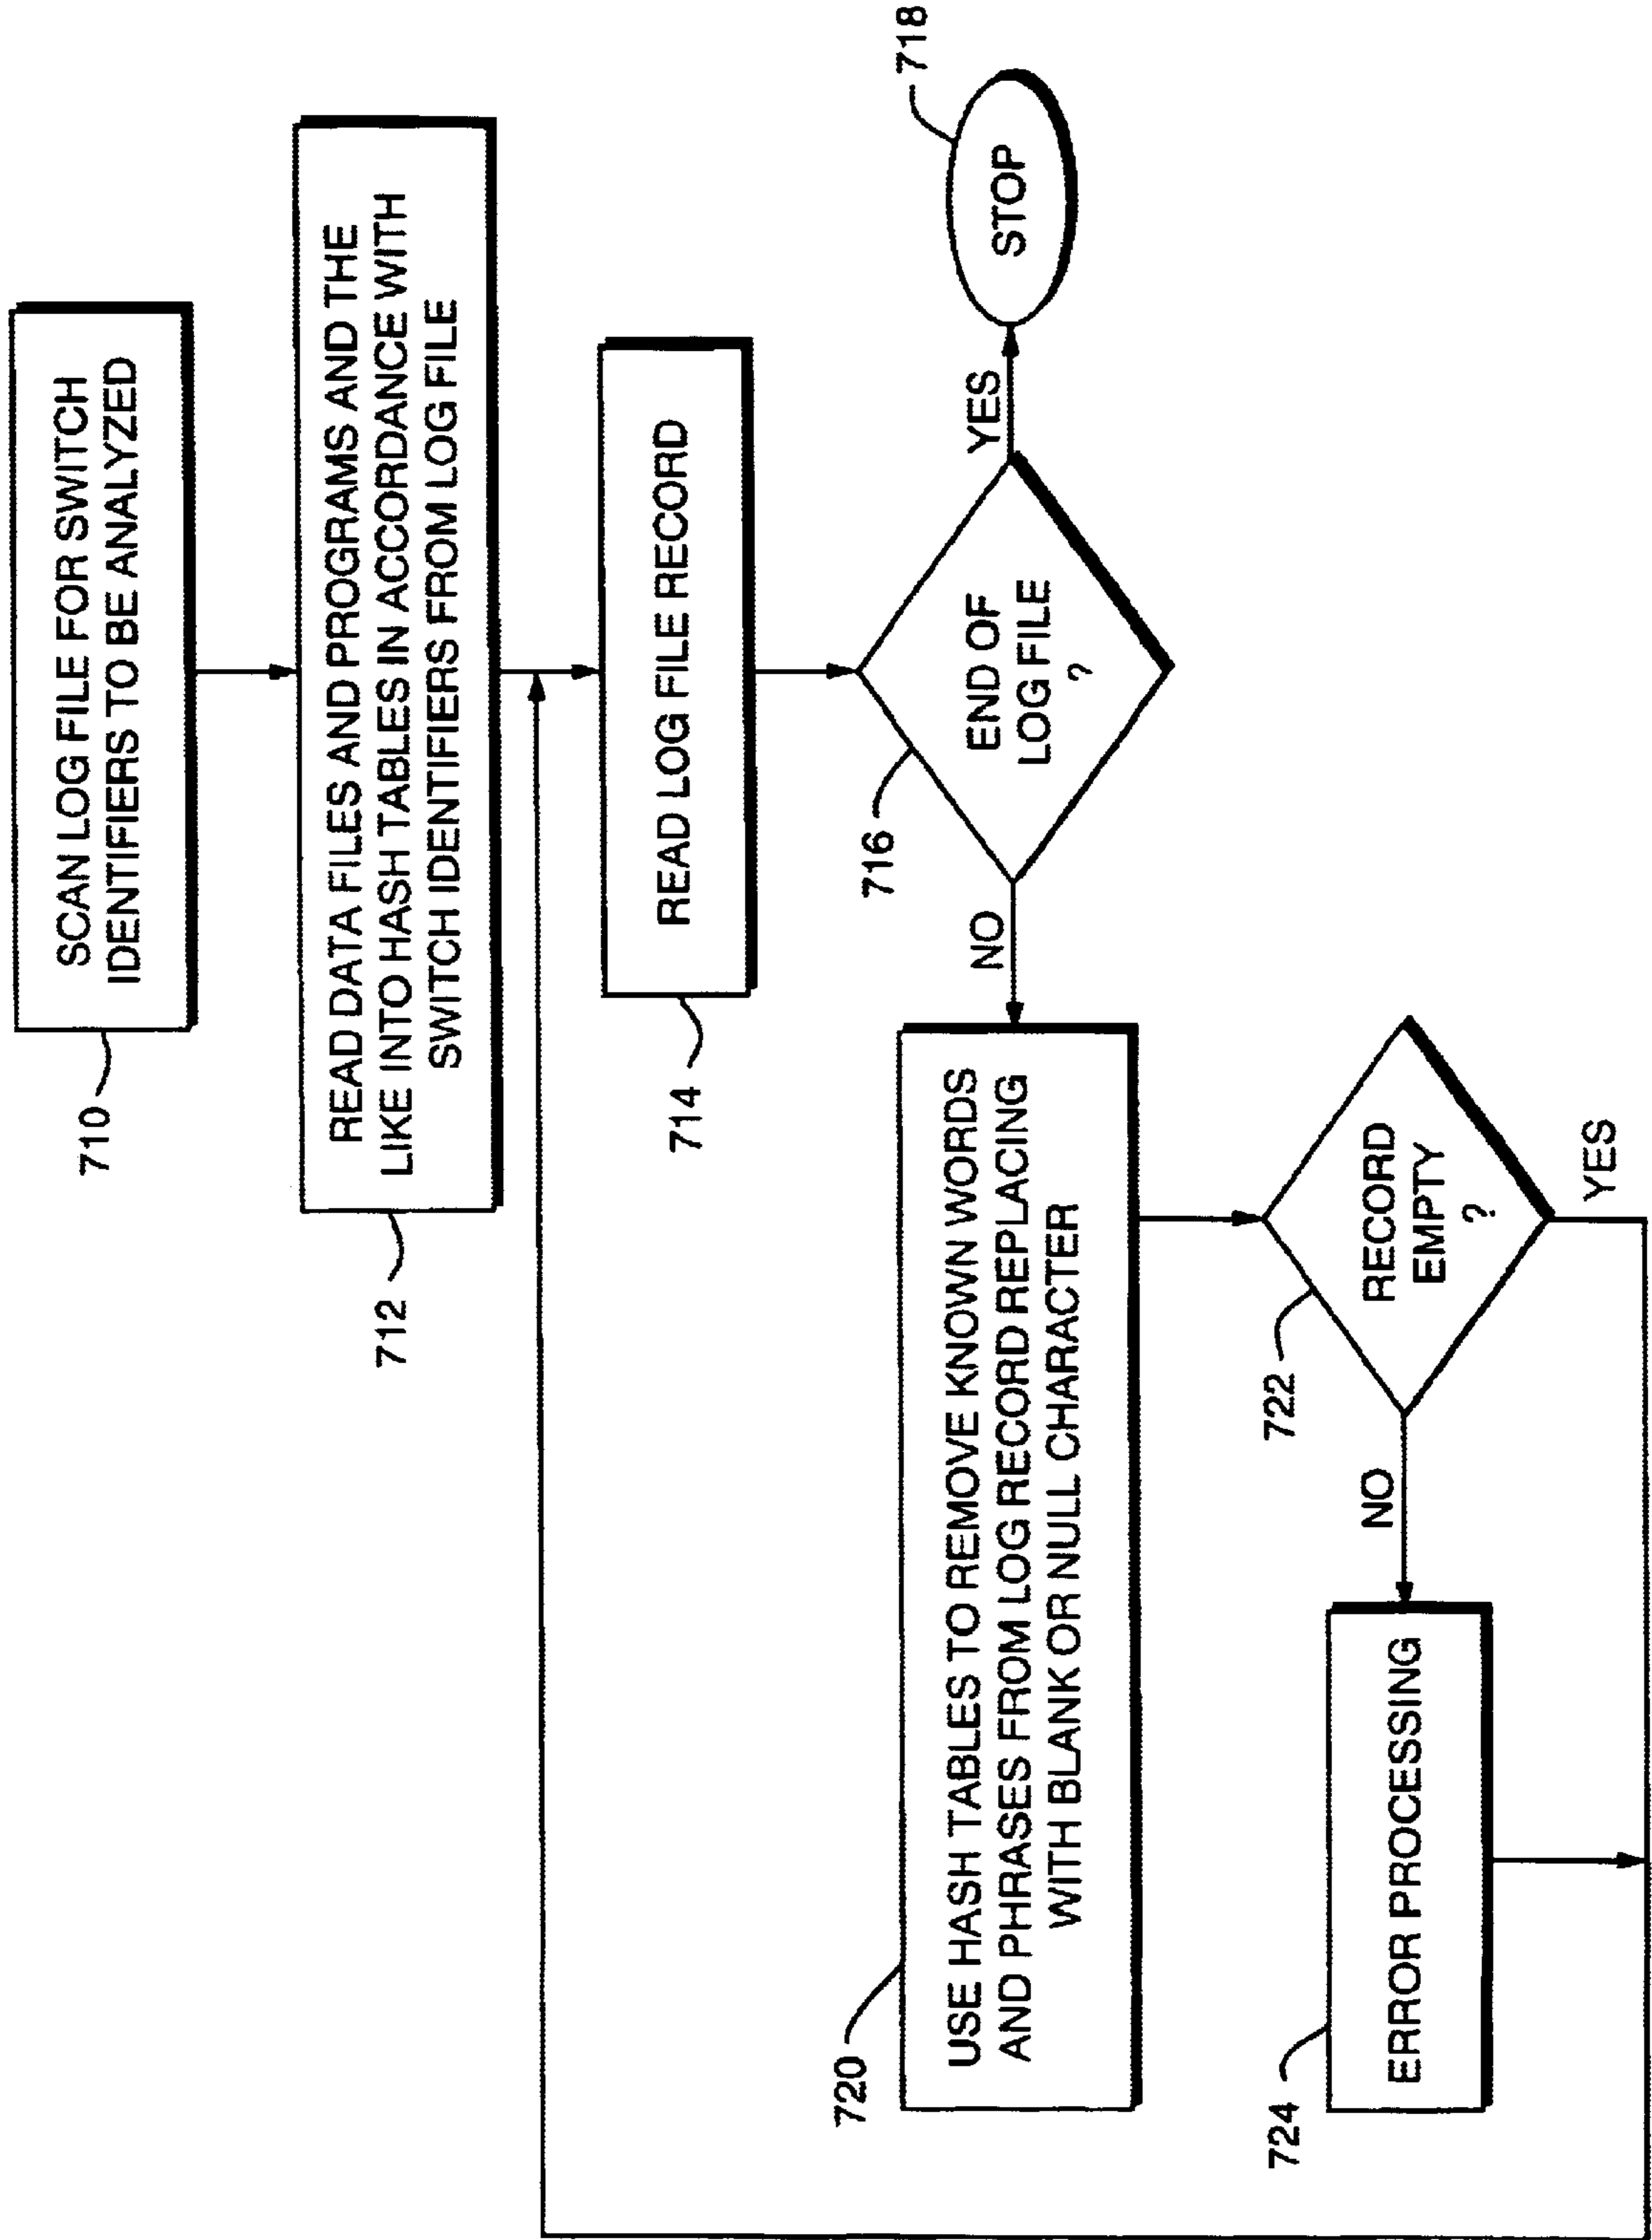 SCAN LOG FILE FOR SWITCH
IDENTIFIERS TO BE ANALYZED
710
READ DATA FILES AND PROGRAMS AND THE
LIKE INTO HASH TABLES IN ACCORDANCE WITH
SWITCH IDENTIFIERS FROM LOG FILE
712
READ LOG FILE RECORD
714
END OF
LOG FILE
?
716
YES
STOP
718
NO
USE HASH TABLES TO REMOVE KNOWN WORDS
AND PHRASES FROM LOG RECORD REPLACING
WITH BLANK OR NULL CHARACTER
720
RECORD
EMPTY
?
722
YES
NO
ERROR PROCESSING
724